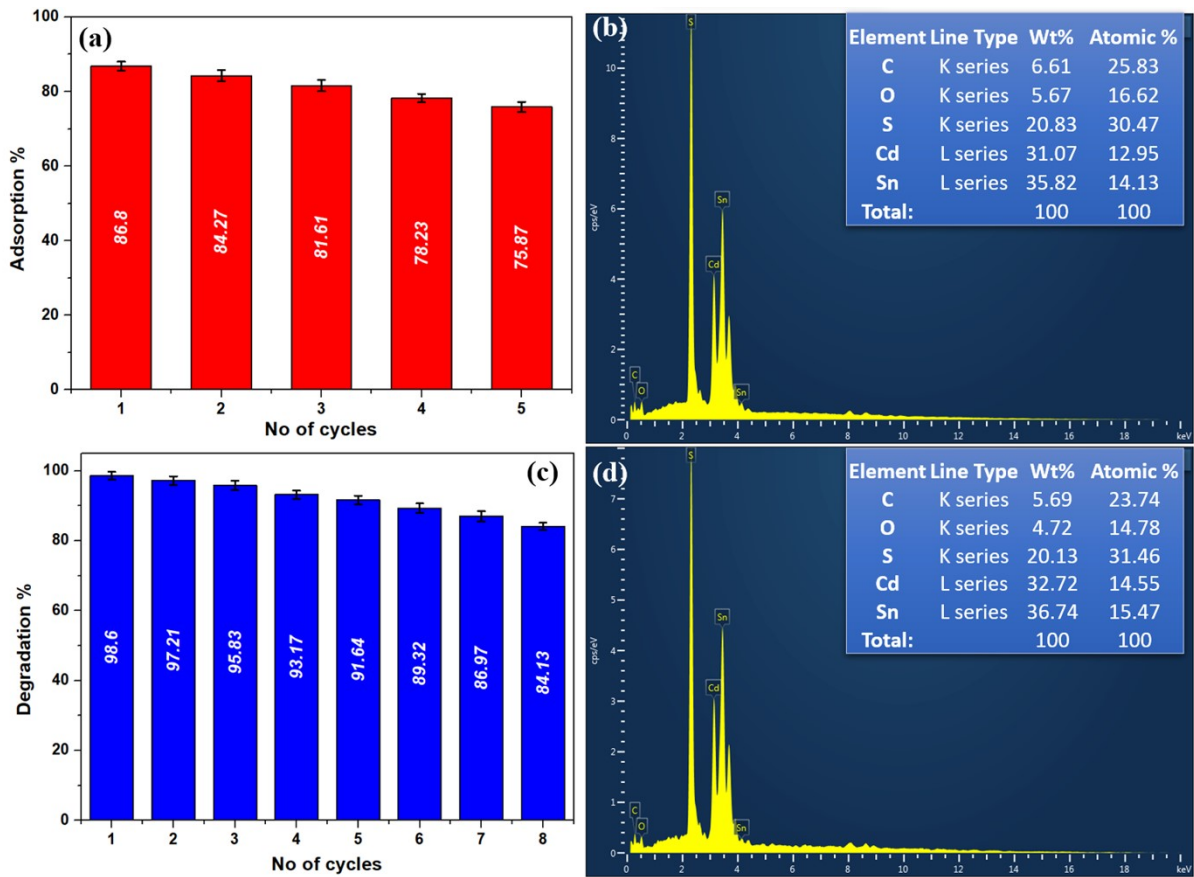 (a)
Adsorption %
100
80
60
40
20
0
86.8
84.27
81.61
78.23
75.87
1 2 3 4 5
No of cycles
(b)
cps/eV
10
8
6
4
2
0
S
Cd
Sn
Sn
C
O
0 2 4 6 8 10 12 14 16 18 keV
Element Line Type Wt% Atomic %
C K series 6.61 25.83
O K series 5.67 16.62
S K series 20.83 30.47
Cd L series 31.07 12.95
Sn L series 35.82 14.13
Total: 100 100
(c)
Degradation %
100
80
60
40
20
0
98.6
97.21
95.83
93.17
91.64
89.32
86.97
84.13
1 2 3 4 5 6 7 8
No of cycles
(d)
cps/eV
7
6
5
4
3
2
1
0
S
Cd
Sn
Sn
C
O
0 2 4 6 8 10 12 14 16 18 keV
Element Line Type Wt% Atomic %
C K series 5.69 23.74
O K series 4.72 14.78
S K series 20.13 31.46
Cd L series 32.72 14.55
Sn L series 36.74 15.47
Total: 100 100